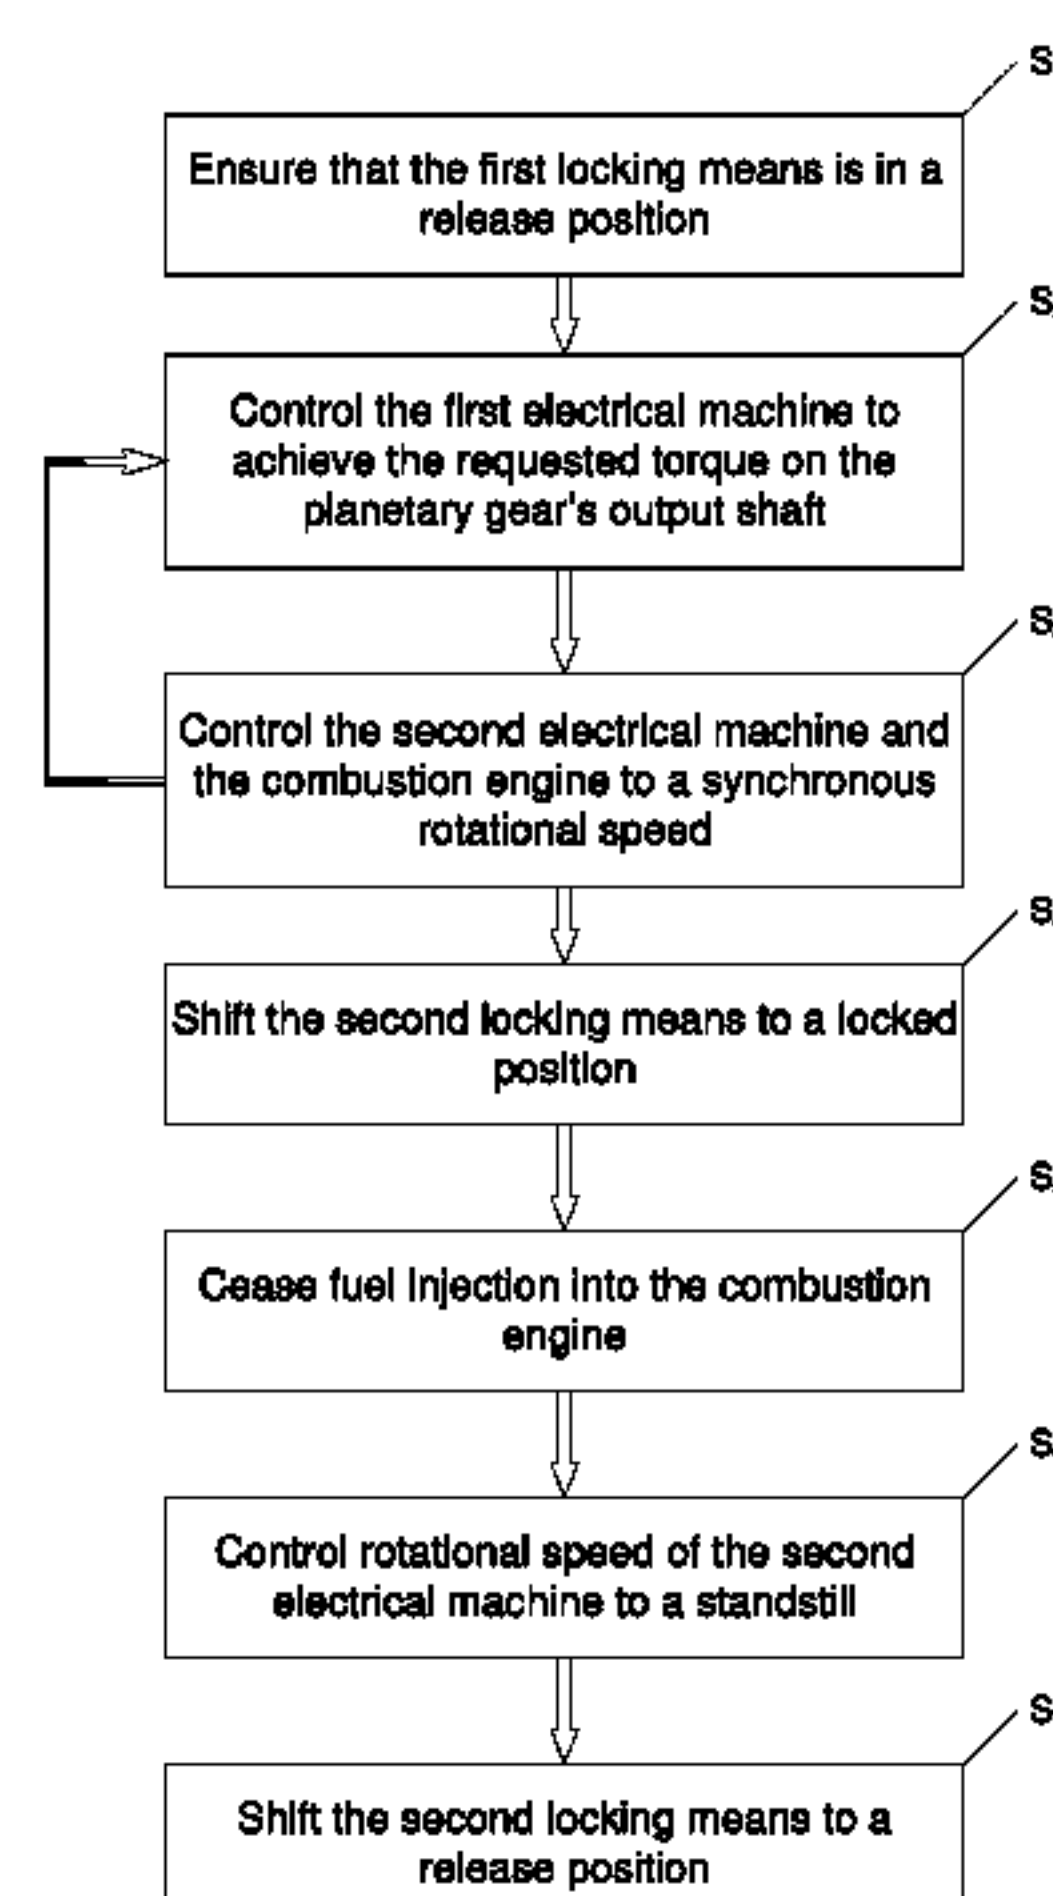 S
Ensure that the first locking means is in a
release position
S
Control the first electrical machine to
achieve the requested torque on the
planetary gear's output shaft
S
Control the second electrical machine and
the combustion engine to a synchronous
rotational speed
S
Shift the second locking means to a locked
position
S
Cease fuel injection into the combustion
engine
S
Control rotational speed of the second
electrical machine to a standstill
S
Shift the second locking means to a
release position